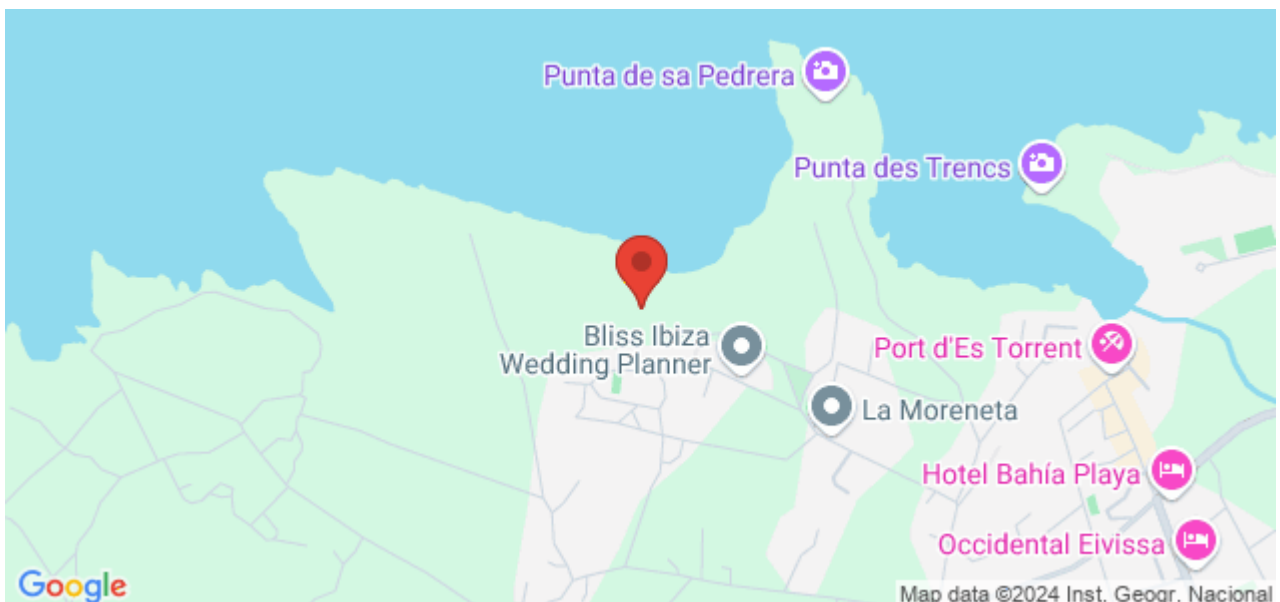 Punta de sa Pedrera
Punta des Trencs
Bliss Ibiza
Wedding Planner
Port d'Es Torrent
La Moreneta
Hotel Bahía Playa
Occidental Eivissa
Google
Map data ©2024 Inst. Geogr. Nacional